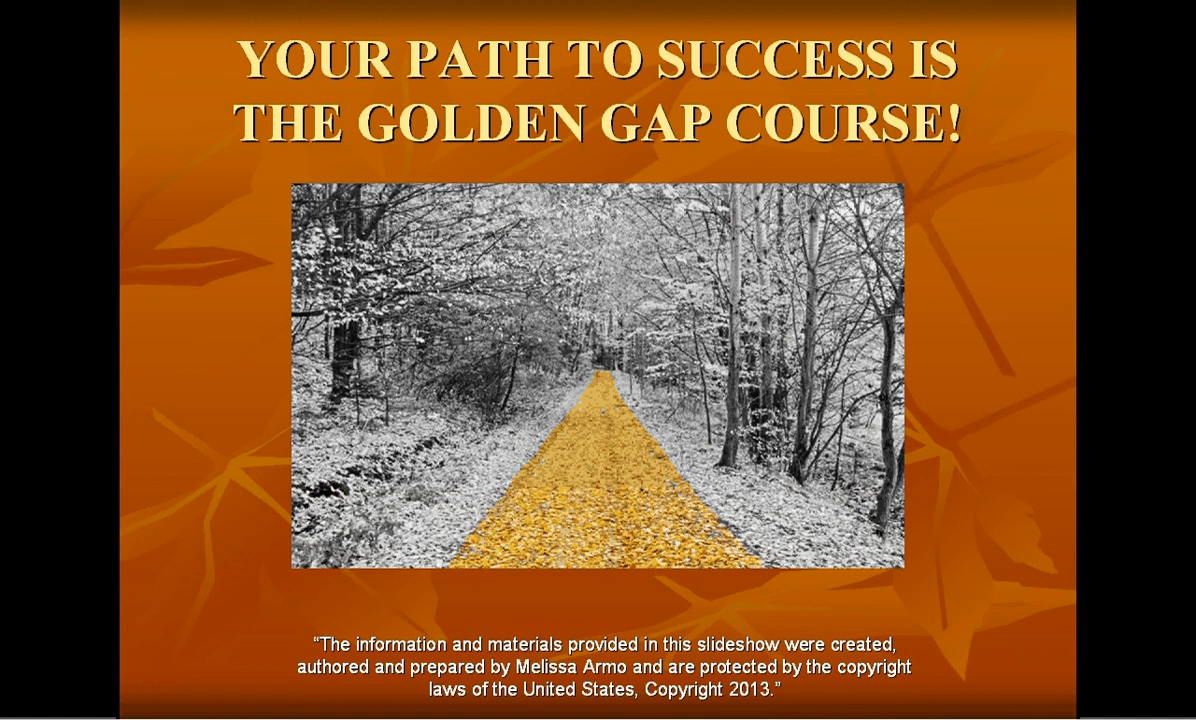 YOUR PATH TO SUCCESS IS
THE GOLDEN GAP COURSE!
“The information and materials provided in this slideshow were created,
authored and prepared by Melissa Armo and are protected by the copyright
laws of the United States, Copyright 2013.”